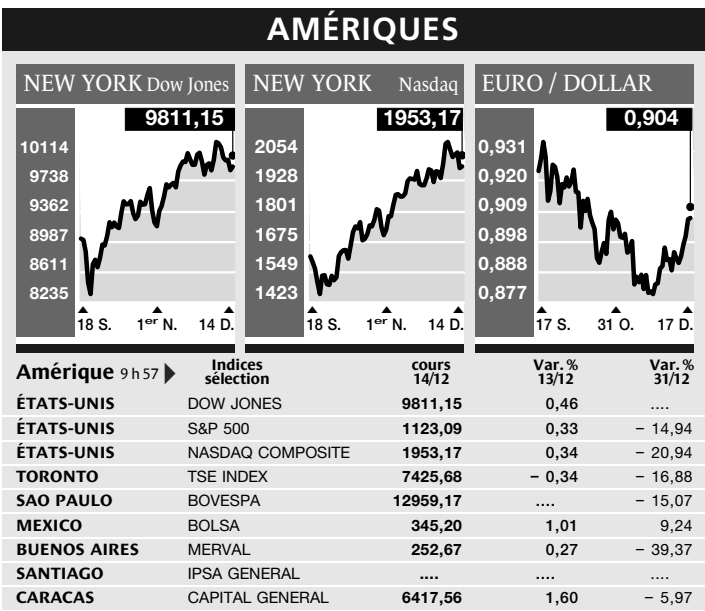 AMÉRIQUES
NEW YORK Dow Jones
9811,15
10114
9738
9362
8987
8611
8235
18 S. 1er N. 14 D.
NEW YORK Nasdaq
1953,17
2054
1928
1801
1675
1549
1423
18 S. 1er N. 14 D.
EURO / DOLLAR
0,904
0,931
0,920
0,909
0,898
0,888
0,877
17 S. 31 O. 17 D.
Amérique 9 h 57 Indices sélection cours 14/12 Var. % 13/12 Var. % 31/12
ÉTATS-UNIS DOW JONES 9811,15 0,46 ....
ÉTATS-UNIS S&P 500 1123,09 0,33 – 14,94
ÉTATS-UNIS NASDAQ COMPOSITE 1953,17 0,34 – 20,94
TORONTO TSE INDEX 7425,68 – 0,34 – 16,88
SAO PAULO BOVESPA 12959,17 .... – 15,07
MEXICO BOLSA 345,20 1,01 9,24
BUENOS AIRES MERVAL 252,67 0,27 – 39,37
SANTIAGO IPSA GENERAL .... .... ....
CARACAS CAPITAL GENERAL 6417,56 1,60 – 5,97